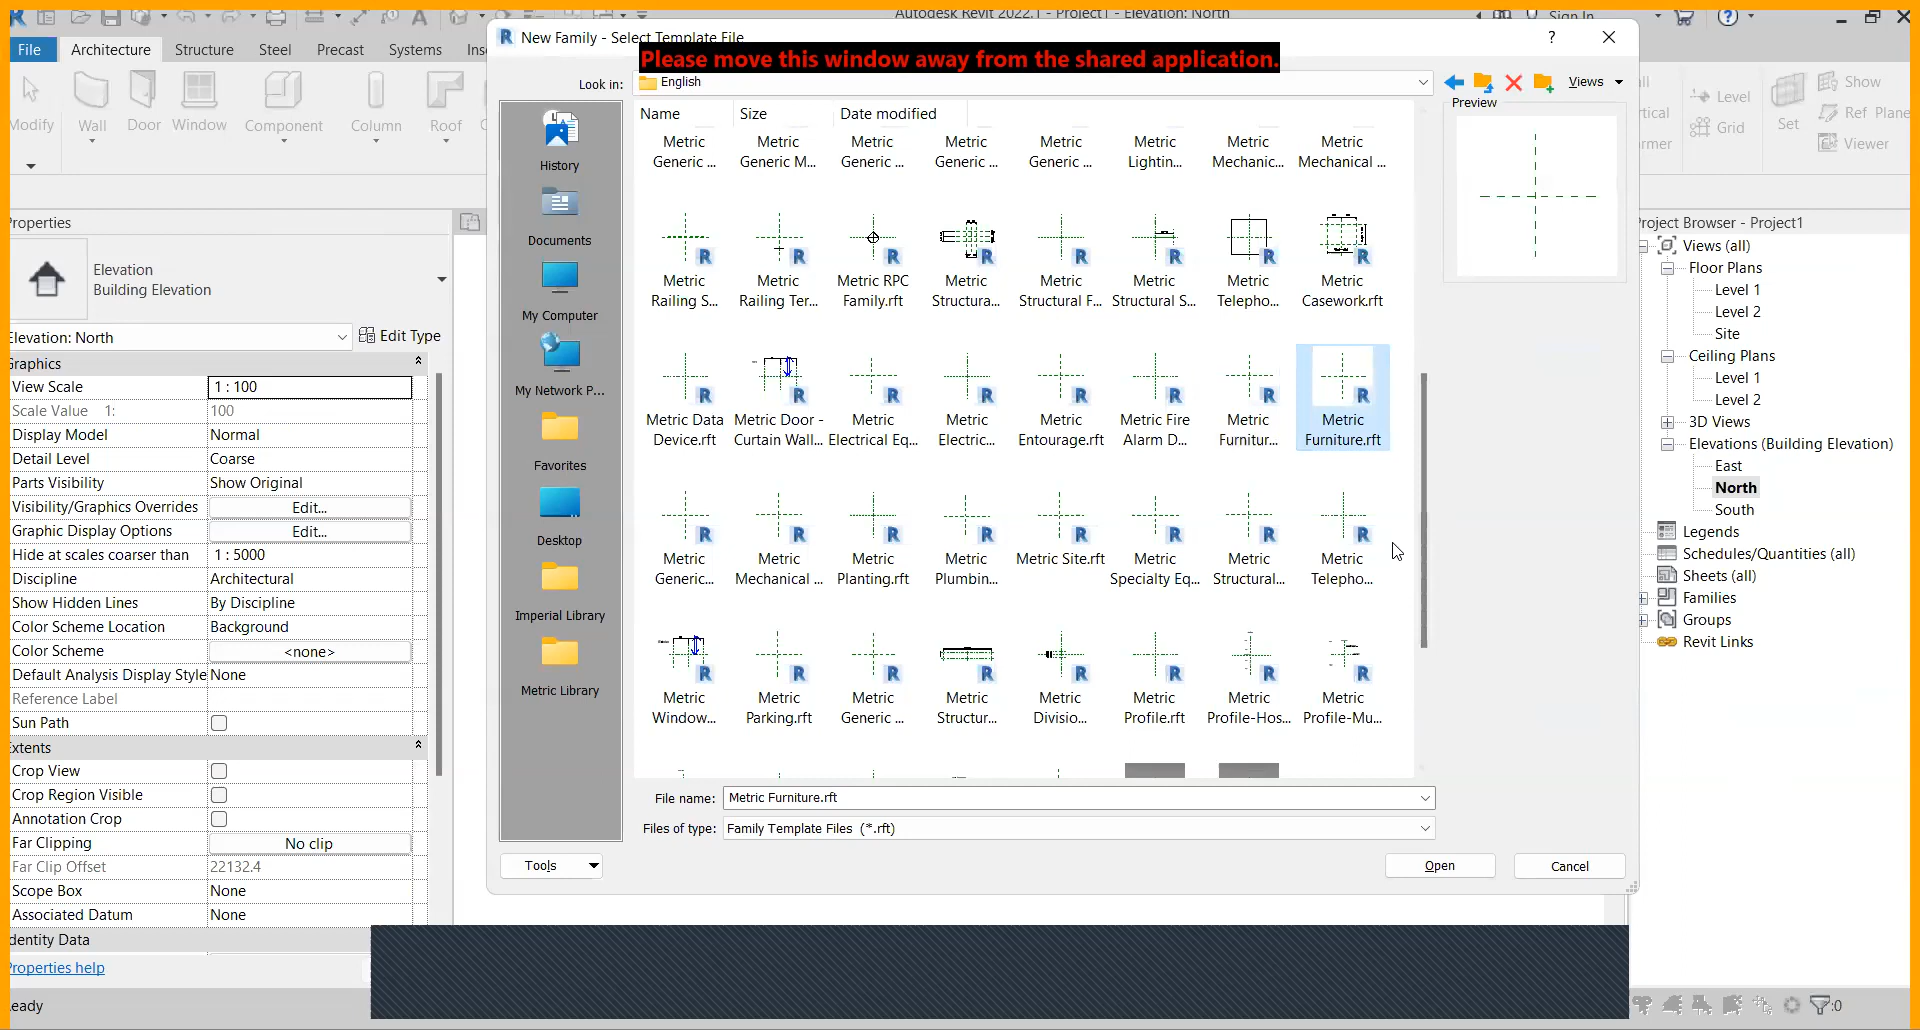 Autodesk Revit 2022.1 - Project1 - Elevation: North
Sign In
File
Architecture
Structure
Steel
Precast
Systems
Modify
Wall
Door
Window
Component
Column
Roof
Level
Grid
Set
Show
Ref Plane
Viewer
New Family - Select Template File
Please move this window away from the shared application.
Look in:
English
Views
Preview
Name
Size
Date modified
History
Documents
My Computer
My Network P...
Favorites
Desktop
Imperial Library
Metric Library
Metric Generic ...
Metric Generic M...
Metric Generic ...
Metric Generic ...
Metric Generic ...
Metric Lightin...
Metric Mechanic...
Metric Mechanical ...
Metric Railing S...
Metric Railing Ter...
Metric RPC Family.rft
Metric Structura...
Metric Structural F...
Metric Structural S...
Metric Telepho...
Metric Casework.rft
Metric Data Device.rft
Metric Door - Curtain Wall...
Metric Electrical Eq...
Metric Electric...
Metric Entourage.rft
Metric Fire Alarm D...
Metric Furnitur...
Metric Furniture.rft
Metric Generic...
Metric Mechanical ...
Metric Planting.rft
Metric Plumbin...
Metric Site.rft
Metric Specialty Eq...
Metric Structural...
Metric Telepho...
Metric Window...
Metric Parking.rft
Metric Generic ...
Metric Structur...
Metric Divisio...
Metric Profile.rft
Metric Profile-Hos...
Metric Profile-Mu...
File name:
Metric Furniture.rft
Files of type:
Family Template Files (*.rft)
Tools
Open
Cancel
Properties
Elevation
Building Elevation
Elevation: North
Edit Type
Graphics
View Scale
1 : 100
Scale Value 1:
100
Display Model
Normal
Detail Level
Coarse
Parts Visibility
Show Original
Visibility/Graphics Overrides
Edit...
Graphic Display Options
Edit...
Hide at scales coarser than
1 : 5000
Discipline
Architectural
Show Hidden Lines
By Discipline
Color Scheme Location
Background
Color Scheme
<none>
Default Analysis Display Style
None
Reference Label
Sun Path
Extents
Crop View
Crop Region Visible
Annotation Crop
Far Clipping
No clip
Far Clip Offset
22132.4
Scope Box
None
Associated Datum
None
Identity Data
Properties help
Ready
Project Browser - Project1
Views (all)
Floor Plans
Level 1
Level 2
Site
Ceiling Plans
Level 1
Level 2
3D Views
Elevations (Building Elevation)
East
North
South
Legends
Schedules/Quantities (all)
Sheets (all)
Families
Groups
Revit Links
:0